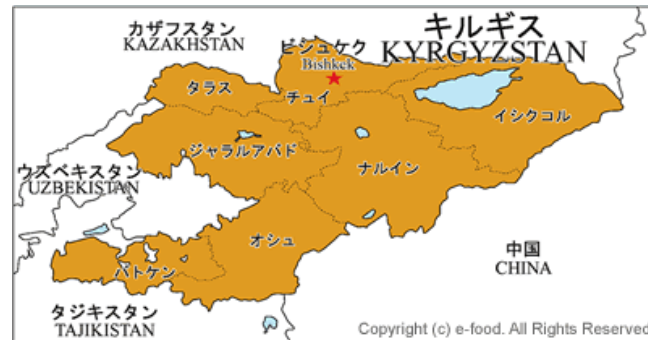 カザフスタン
KAZAKHSTAN
キルギス
KYRGYZSTAN
ビシュケク
Bishkek
タラス
チュイ
イシクコル
ジャラルアバド
ナルイン
ウズベキスタン
UZBEKISTAN
オシュ
バトケン
中国
CHINA
タジキスタン
TAJIKISTAN
Copyright (c) e-food. All Rights Reserved